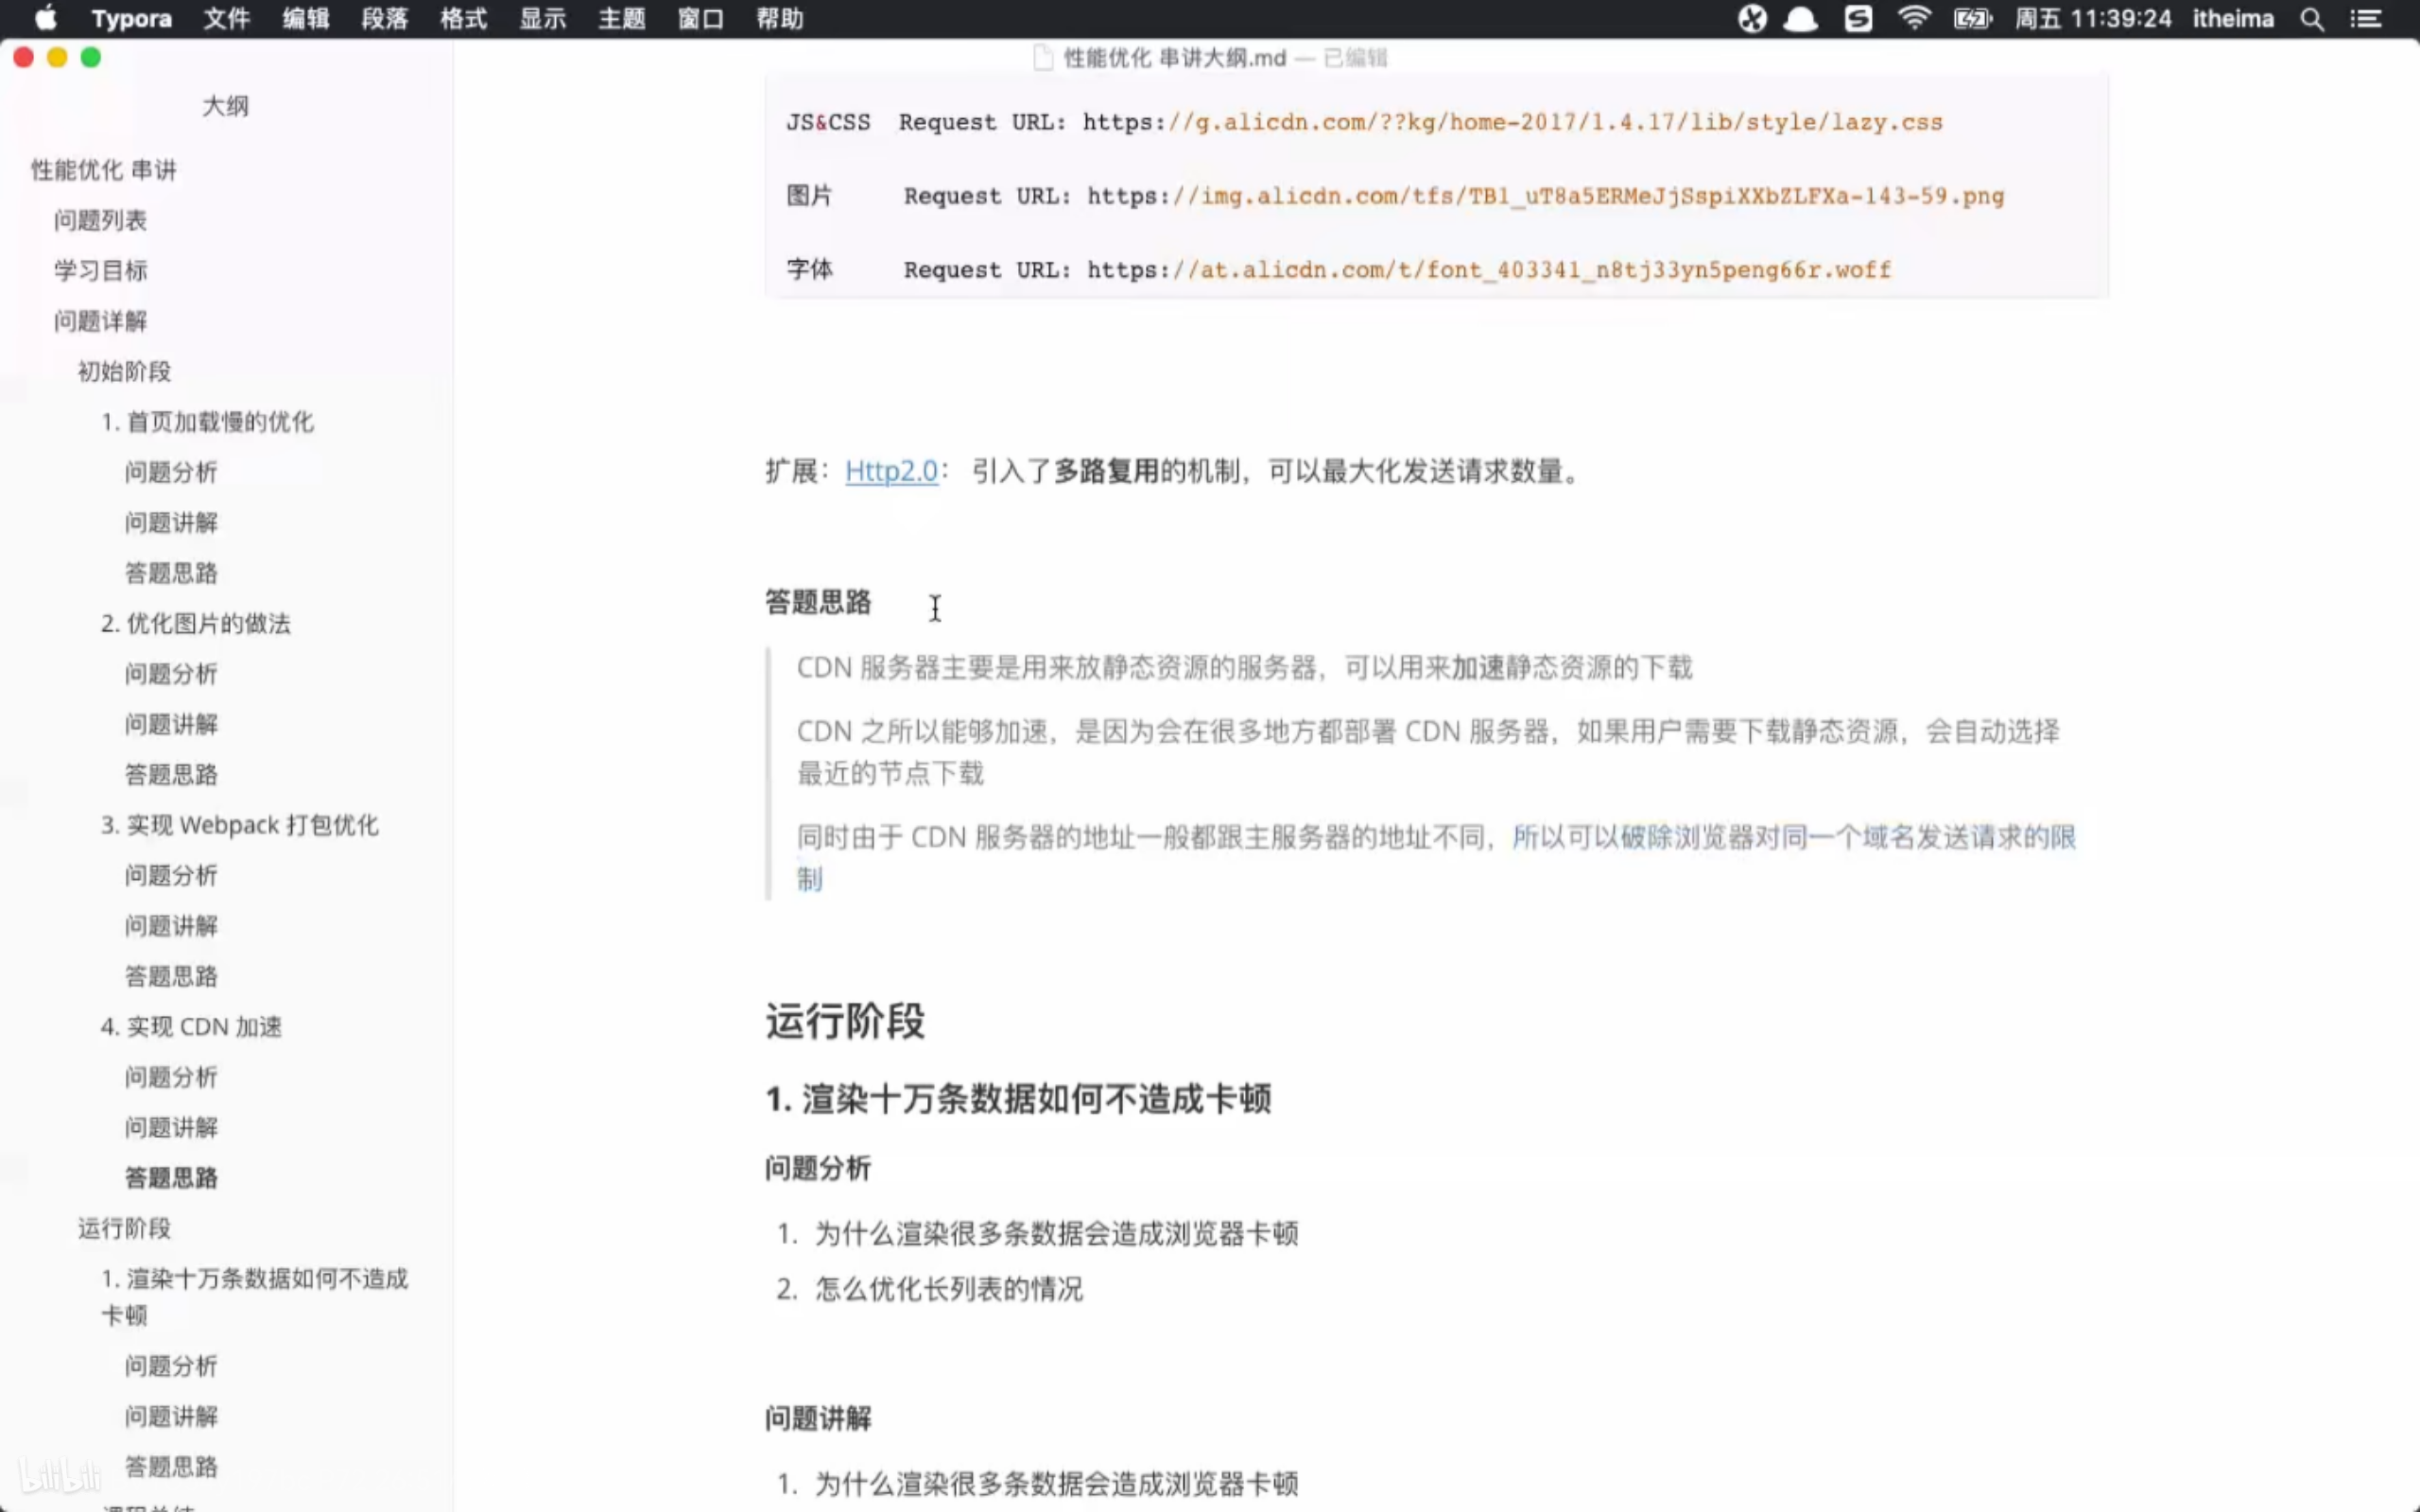 Typora 文件 编辑 段落 格式 显示 主题 窗口 帮助 周五 11:39:24 itheima
性能优化 串讲大纲.md — 已编辑
大纲
性能优化 串讲
问题列表
学习目标
问题详解
初始阶段
1. 首页加载慢的优化
问题分析
问题讲解
答题思路
2. 优化图片的做法
问题分析
问题讲解
答题思路
3. 实现 Webpack 打包优化
问题分析
问题讲解
答题思路
4. 实现 CDN 加速
问题分析
问题讲解
答题思路
运行阶段
1. 渲染十万条数据如何不造成
卡顿
问题分析
问题讲解
答题思路
bilibili
JS&CSS Request URL: https://g.alicdn.com/??kg/home-2017/1.4.17/lib/style/lazy.css
图片 Request URL: https://img.alicdn.com/tfs/TB1_uT8a5ERMeJjSspiXXbZLFXa-143-59.png
字体 Request URL: https://at.alicdn.com/t/font_403341_n8tj33yn5peng66r.woff
扩展：Http2.0： 引入了多路复用的机制，可以最大化发送请求数量。
答题思路
CDN 服务器主要是用来放静态资源的服务器，可以用来加速静态资源的下载
CDN 之所以能够加速，是因为会在很多地方都部署 CDN 服务器，如果用户需要下载静态资源，会自动选择
最近的节点下载
同时由于 CDN 服务器的地址一般都跟主服务器的地址不同，所以可以破除浏览器对同一个域名发送请求的限
制
运行阶段
1. 渲染十万条数据如何不造成卡顿
问题分析
1. 为什么渲染很多条数据会造成浏览器卡顿
2. 怎么优化长列表的情况
问题讲解
1. 为什么渲染很多条数据会造成浏览器卡顿